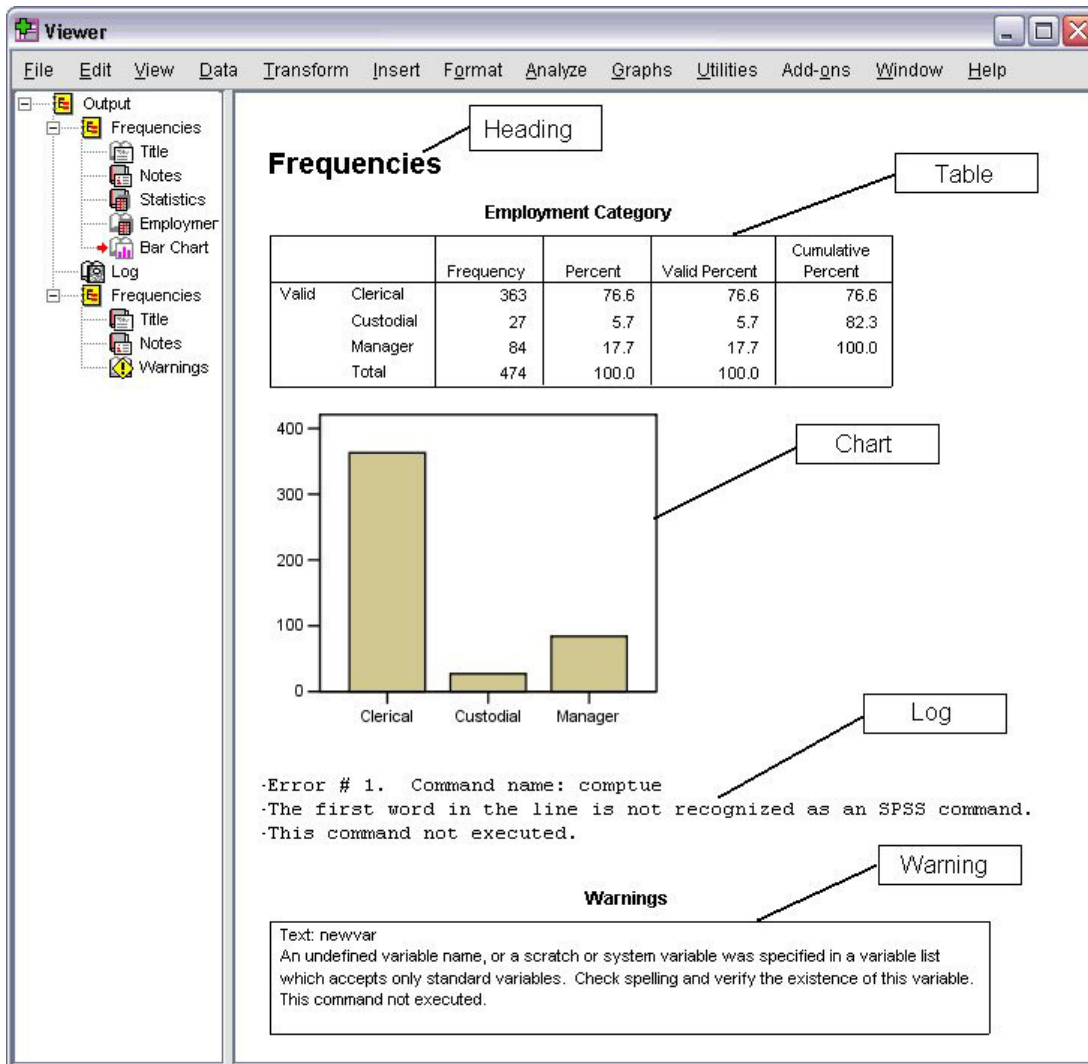 Viewer
File Edit View Data Transform Insert Format Analyze Graphs Utilities Add-ons Window Help
Output
Frequencies
Title
Notes
Statistics
Employmer
Bar Chart
Log
Frequencies
Title
Notes
Warnings
Heading
Frequencies
Table
Employment Category
Frequency Percent Valid Percent Cumulative Percent
Valid Clerical 363 76.6 76.6 76.6
Custodial 27 5.7 5.7 82.3
Manager 84 17.7 17.7 100.0
Total 474 100.0 100.0
Chart
400
300
200
100
0
Clerical Custodial Manager
Log
·Error # 1. Command name: comptue
·The first word in the line is not recognized as an SPSS command.
·This command not executed.
Warning
Warnings
Text: newvar
An undefined variable name, or a scratch or system variable was specified in a variable list
which accepts only standard variables. Check spelling and verify the existence of this variable.
This command not executed.